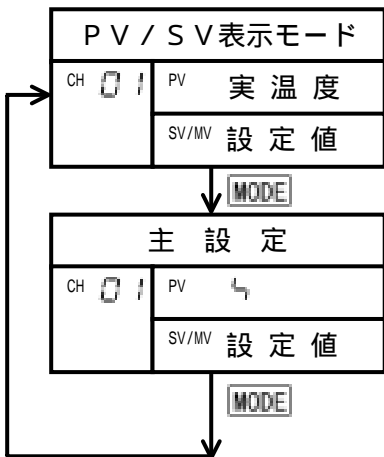 ＰＶ／ＳＶ表示モード
CH 01 PV 実温度
SV/MV 設定値
MODE
主設定
CH 01 PV
SV/MV 設定値
MODE